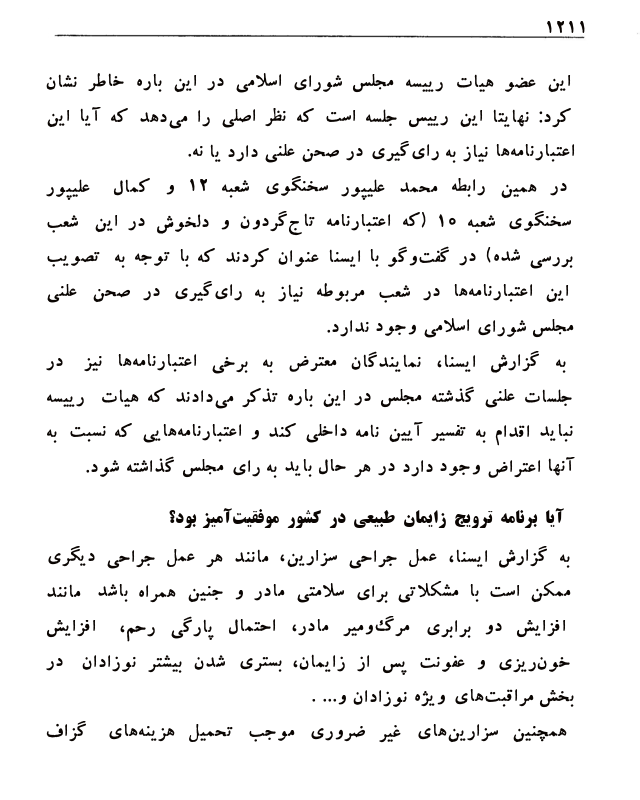 ۱۲۱۱
این عضو هیات رییسه مجلس شورای اسلامی در این باره خاطر نشان
کرد: نهایتا این رییس جلسه است که نظر اصلی را می‌دهد که آیا این
اعتبارنامه‌ها نیاز به رای‌گیری در صحن علنی دارد یا نه.
در همین رابطه محمد علیپور سخنگوی شعبه ۱۲ و کمال علیپور
سخنگوی شعبه ۱۰ (که اعتبارنامه تاج‌گردون و دلخوش در این شعب
بررسی شده) در گفت‌وگو با ایسنا عنوان کردند که با توجه به تصویب
این اعتبارنامه‌ها در شعب مربوطه نیاز به رای‌گیری در صحن علنی
مجلس شورای اسلامی وجود ندارد.
به گزارش ایسنا، نمایندگان معترض به برخی اعتبارنامه‌ها نیز در
جلسات علنی گذشته مجلس در این باره تذکر می‌دادند که هیات رییسه
نباید اقدام به تفسیر آیین نامه داخلی کند و اعتبارنامه‌هایی که نسبت به
آنها اعتراض وجود دارد در هر حال باید به رای مجلس گذاشته شود.
آیا برنامه ترویج زایمان طبیعی در کشور موفقیت‌آمیز بود؟
به گزارش ایسنا، عمل جراحی سزارین، مانند هر عمل جراحی دیگری
ممکن است با مشکلاتی برای سلامتی مادر و جنین همراه باشد مانند
افزایش دو برابری مرگ‌ومیر مادر، احتمال پارگی رحم، افزایش
خون‌ریزی و عفونت پس از زایمان، بستری شدن بیشتر نوزادان در
بخش مراقبت‌های ویژه نوزادان و... .
همچنین سزارین‌های غیر ضروری موجب تحمیل هزینه‌های گزاف